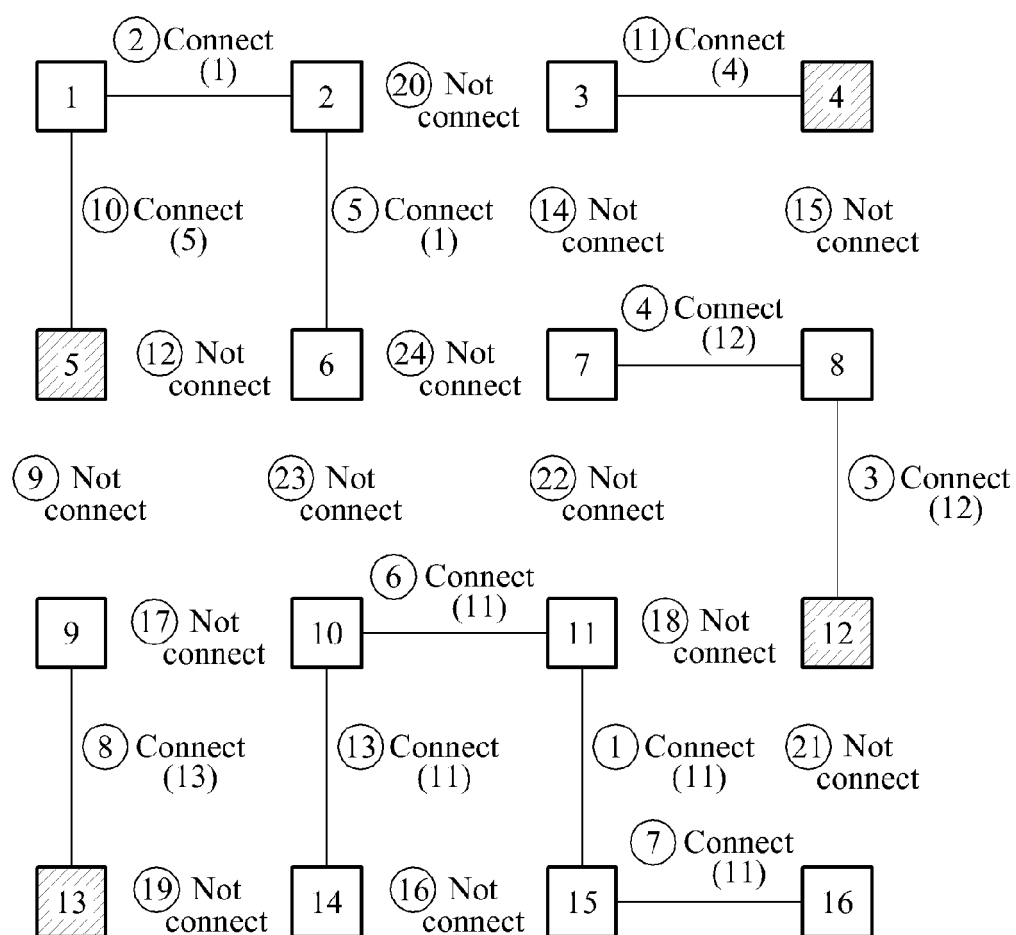 2 Connect
(1)
11 Connect
(4)
1
2
20 Not
connect
3
4
10 Connect
(5)
5 Connect
(1)
14 Not
connect
15 Not
connect
4 Connect
(12)
5
12 Not
connect
6
24 Not
connect
7
8
9 Not
connect
23 Not
connect
22 Not
connect
3 Connect
(12)
6 Connect
(11)
9
17 Not
connect
10
11
18 Not
connect
12
8 Connect
(13)
13 Connect
(11)
1 Connect
(11)
21 Not
connect
7 Connect
(11)
13
19 Not
connect
14
16 Not
connect
15
16